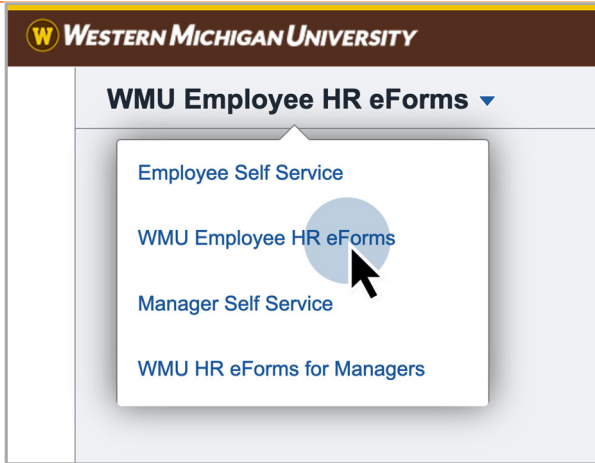 W WESTERN MICHIGAN UNIVERSITY
WMU Employee HR eForms
Employee Self Service
WMU Employee HR eForms
Manager Self Service
WMU HR eForms for Managers